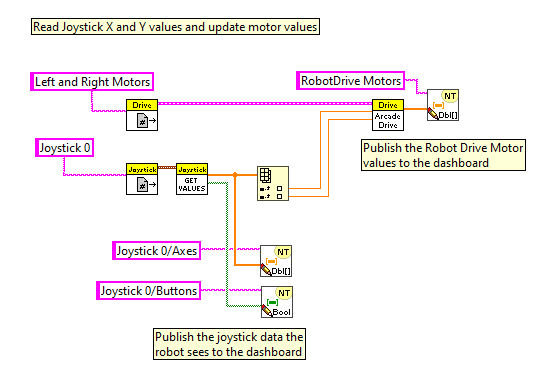 Read Joystick X and Y values and update motor values
Left and Right Motors
RobotDrive Motors
Drive
Drive
Arcade
Drive
NT
Dbl[]
Publish the Robot Drive Motor
values to the dashboard
Joystick 0
Joystick
Joystick
GET
VALUES
Joystick 0/Axes
NT
Dbl[]
Joystick 0/Buttons
NT
Bool
Publish the joystick data the
robot sees to the dashboard